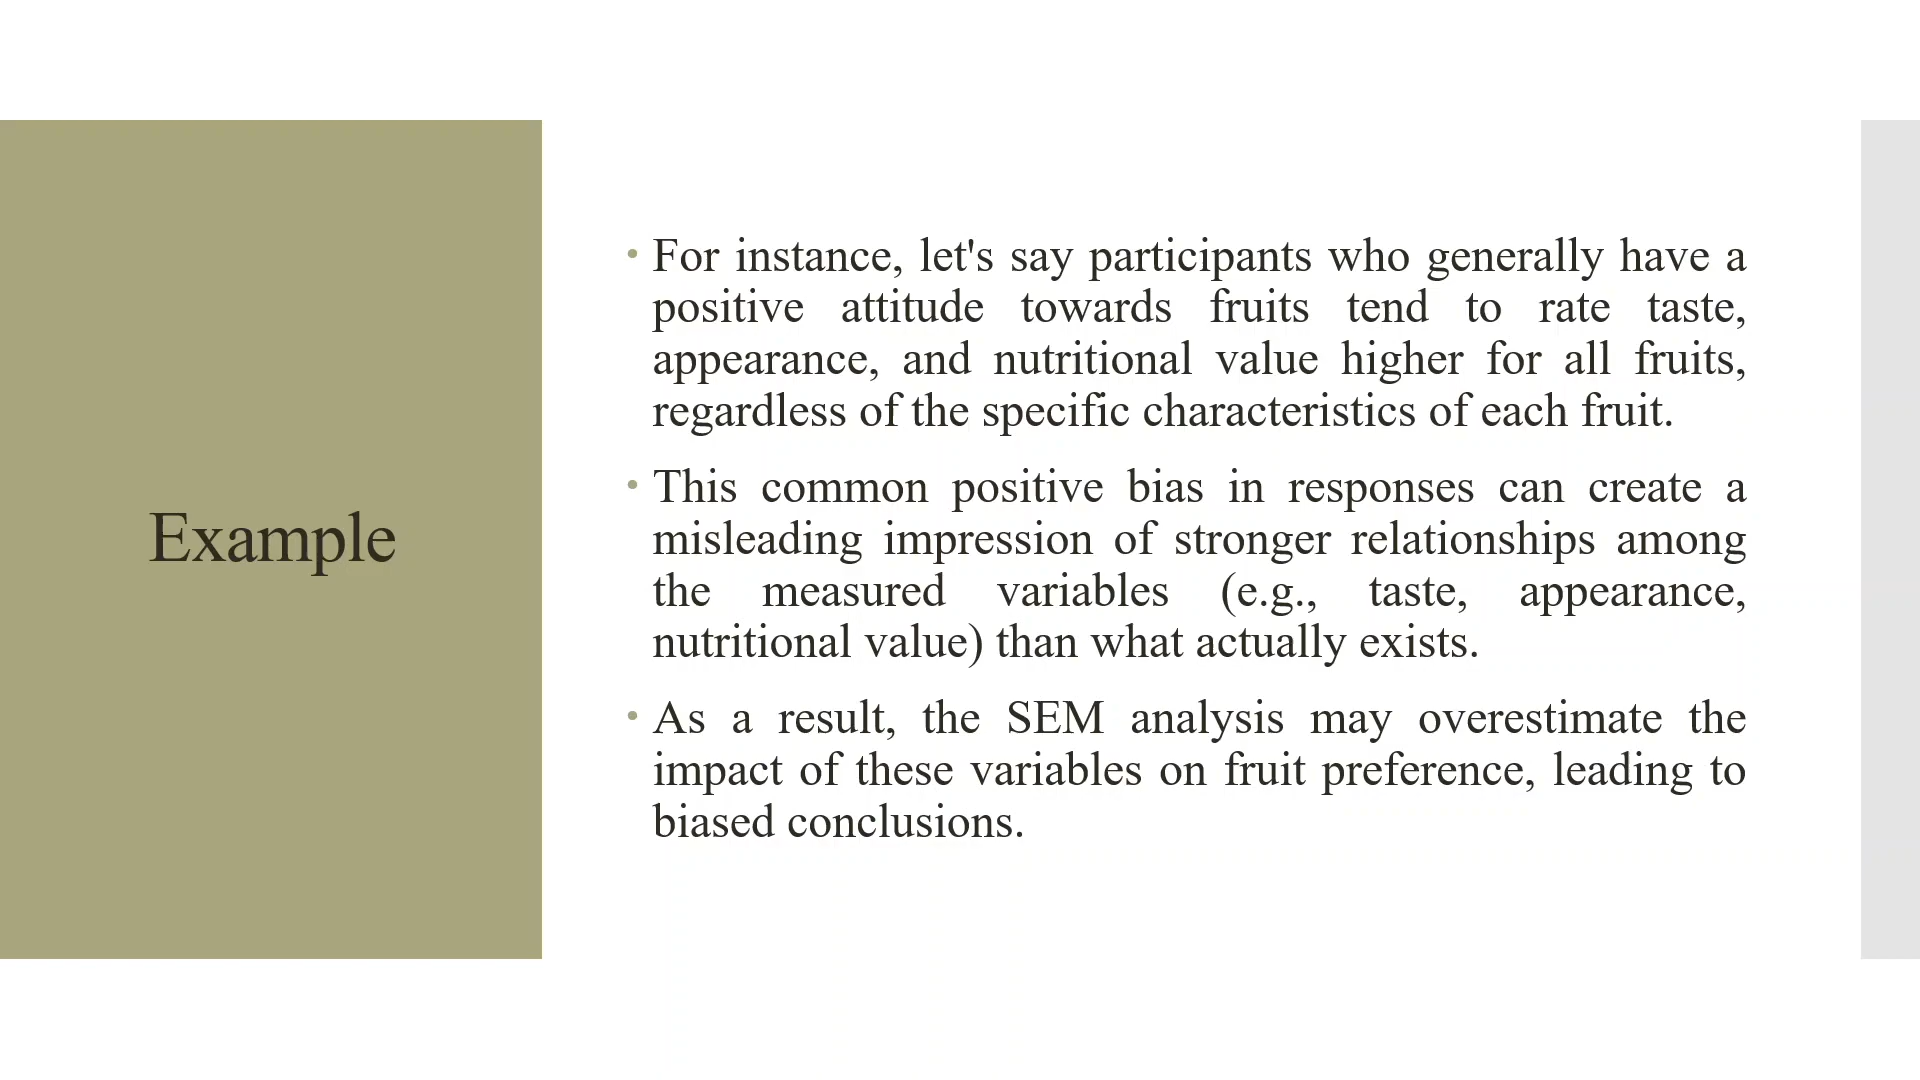 Example
For instance, let's say participants who generally have a
positive attitude towards fruits tend to rate taste,
appearance, and nutritional value higher for all fruits,
regardless of the specific characteristics of each fruit.
This common positive bias in responses can create a
misleading impression of stronger relationships among
the measured variables (e.g., taste, appearance,
nutritional value) than what actually exists.
As a result, the SEM analysis may overestimate the
impact of these variables on fruit preference, leading to
biased conclusions.